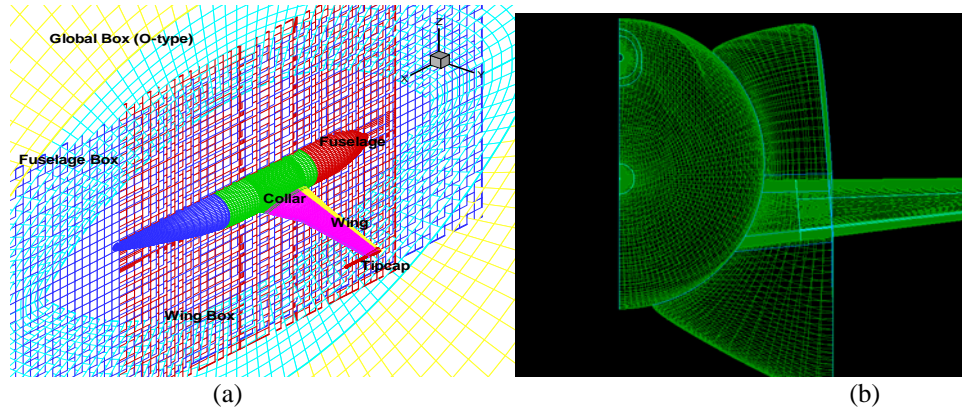 Global Box (O-type)
Z
X
Y
Fuselage Box
Fuselage
Collar
Wing
Tipcap
Wing Box
(a)
(b)